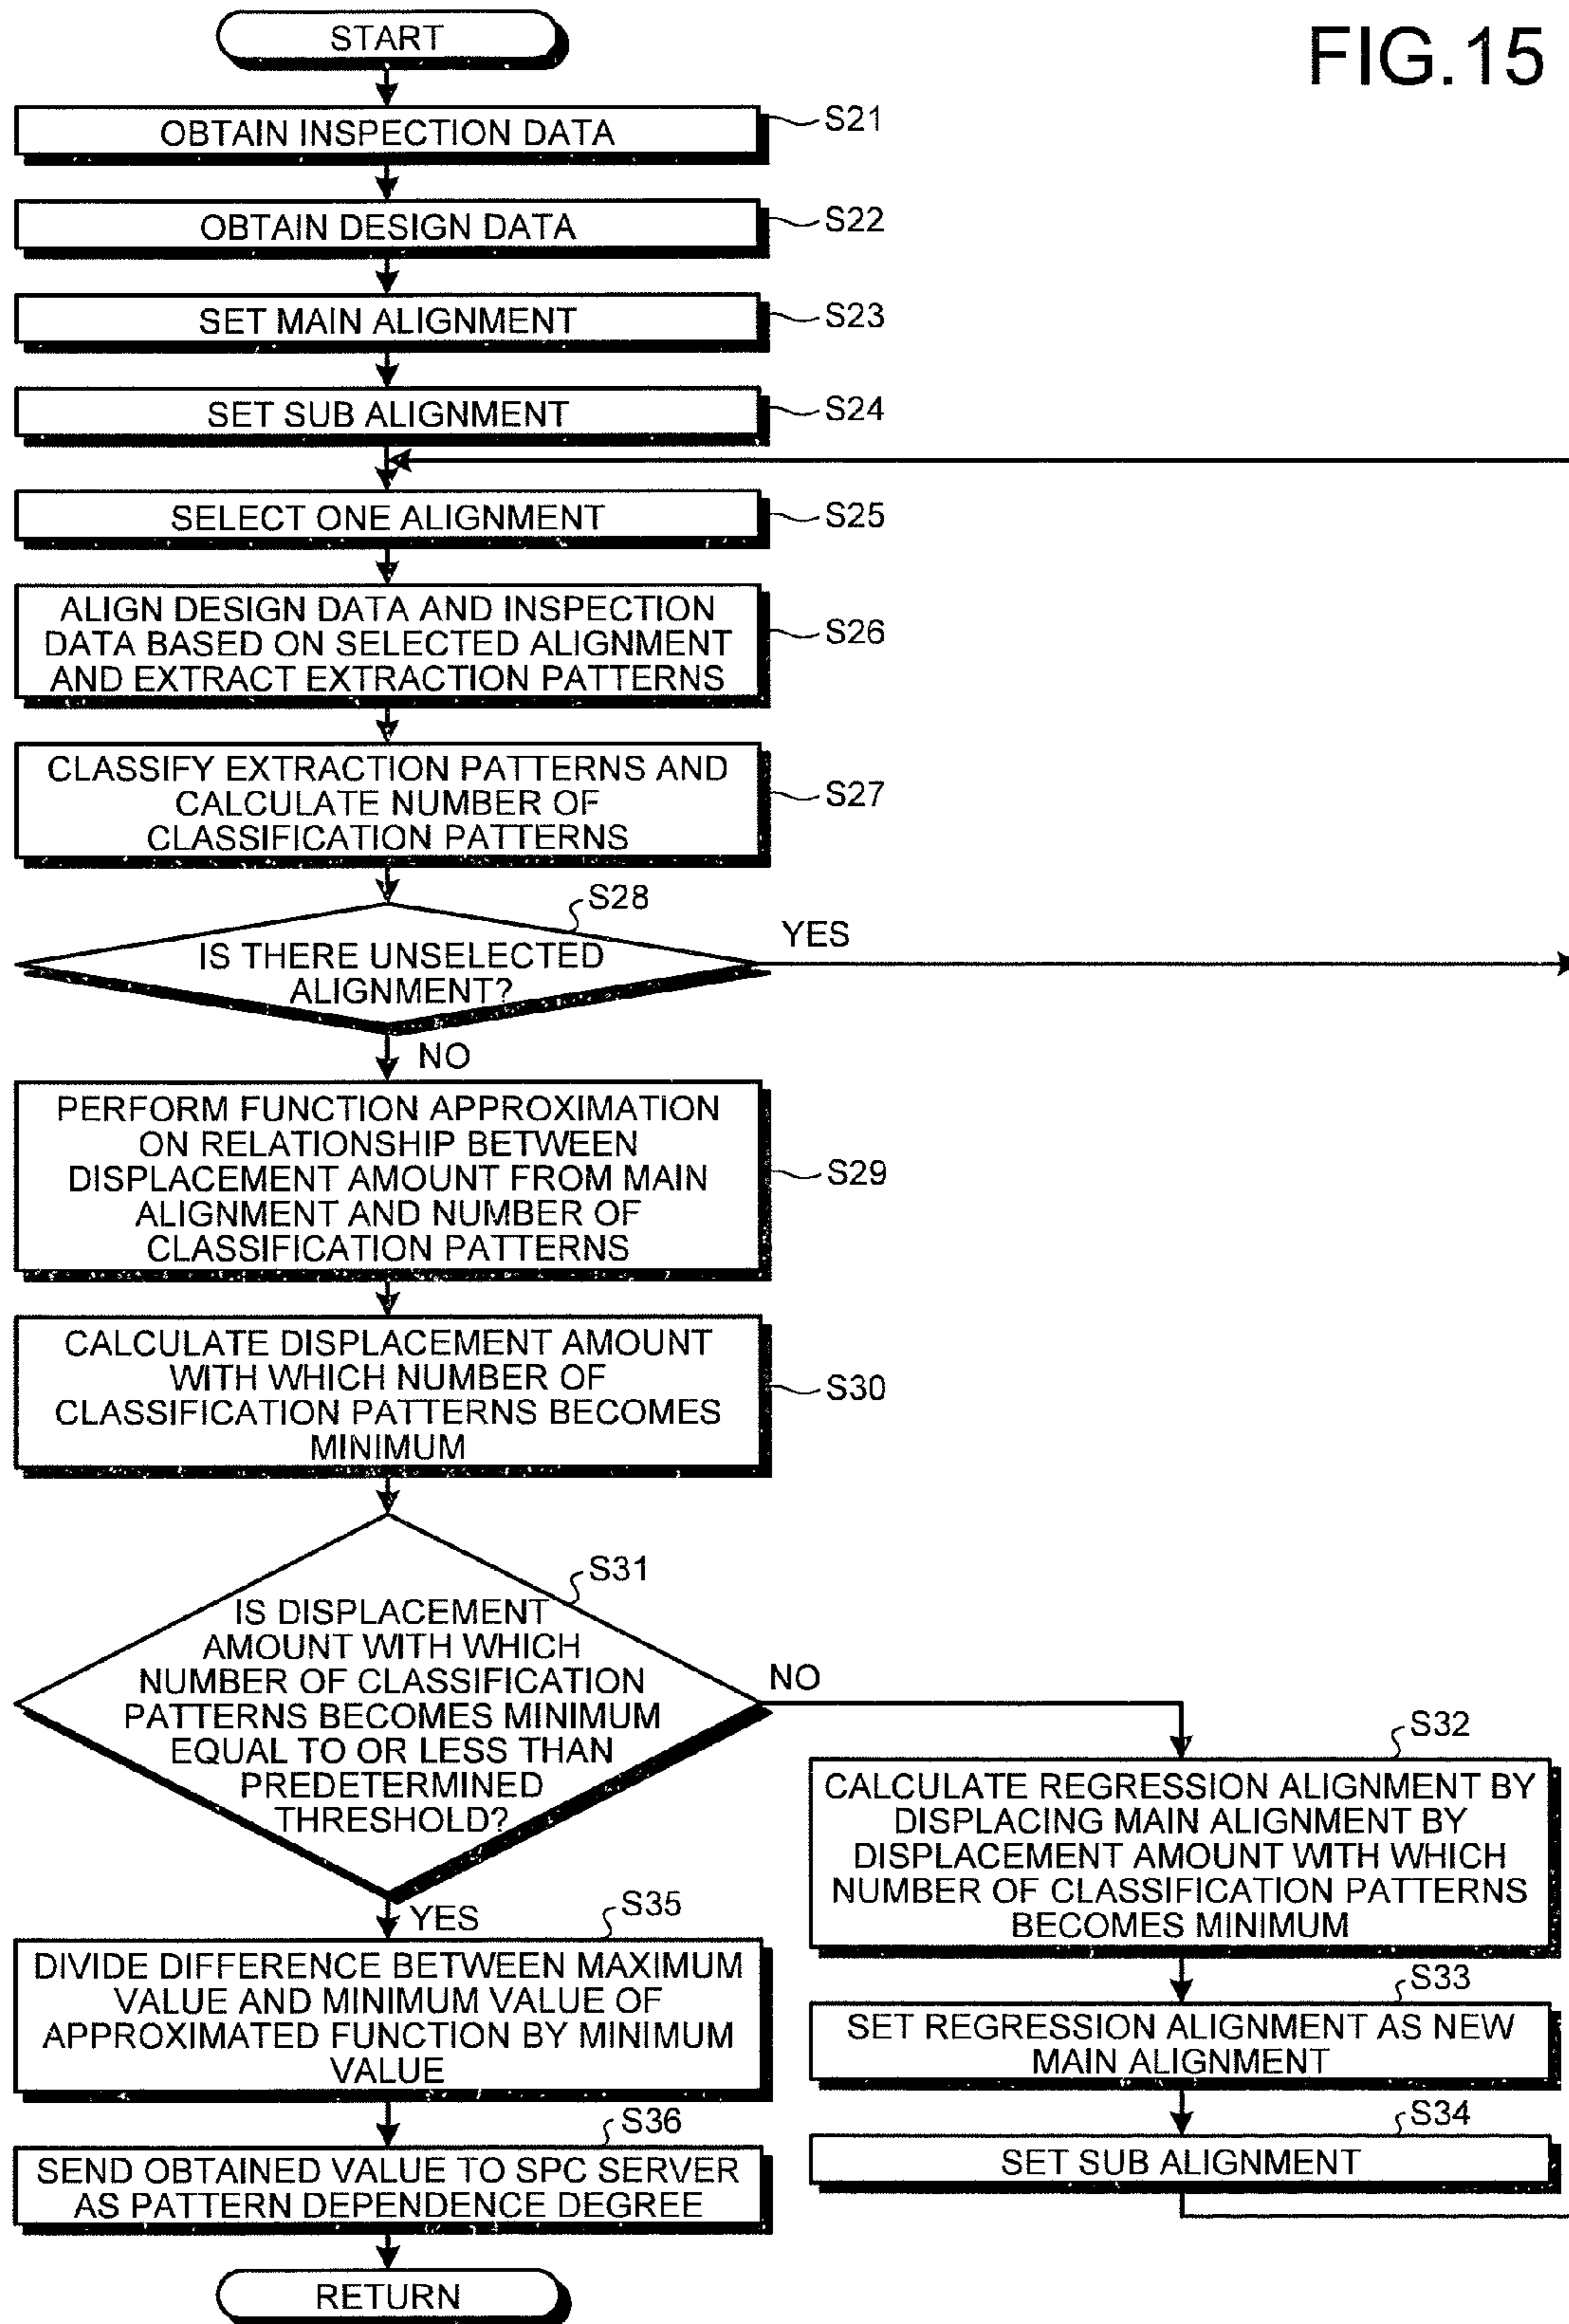 FIG.15
START
OBTAIN INSPECTION DATA
S21
OBTAIN DESIGN DATA
S22
SET MAIN ALIGNMENT
S23
SET SUB ALIGNMENT
S24
SELECT ONE ALIGNMENT
S25
ALIGN DESIGN DATA AND INSPECTION
DATA BASED ON SELECTED ALIGNMENT
AND EXTRACT EXTRACTION PATTERNS
S26
CLASSIFY EXTRACTION PATTERNS AND
CALCULATE NUMBER OF
CLASSIFICATION PATTERNS
S27
S28
IS THERE UNSELECTED
ALIGNMENT?
YES
NO
PERFORM FUNCTION APPROXIMATION
ON RELATIONSHIP BETWEEN
DISPLACEMENT AMOUNT FROM MAIN
ALIGNMENT AND NUMBER OF
CLASSIFICATION PATTERNS
S29
CALCULATE DISPLACEMENT AMOUNT
WITH WHICH NUMBER OF
CLASSIFICATION PATTERNS BECOMES
MINIMUM
S30
S31
IS DISPLACEMENT
AMOUNT WITH WHICH
NUMBER OF CLASSIFICATION
PATTERNS BECOMES MINIMUM
EQUAL TO OR LESS THAN
PREDETERMINED
THRESHOLD?
NO
S32
CALCULATE REGRESSION ALIGNMENT BY
DISPLACING MAIN ALIGNMENT BY
DISPLACEMENT AMOUNT WITH WHICH
NUMBER OF CLASSIFICATION PATTERNS
BECOMES MINIMUM
S33
SET REGRESSION ALIGNMENT AS NEW
MAIN ALIGNMENT
S34
SET SUB ALIGNMENT
YES
S35
DIVIDE DIFFERENCE BETWEEN MAXIMUM
VALUE AND MINIMUM VALUE OF
APPROXIMATED FUNCTION BY MINIMUM
VALUE
S36
SEND OBTAINED VALUE TO SPC SERVER
AS PATTERN DEPENDENCE DEGREE
RETURN